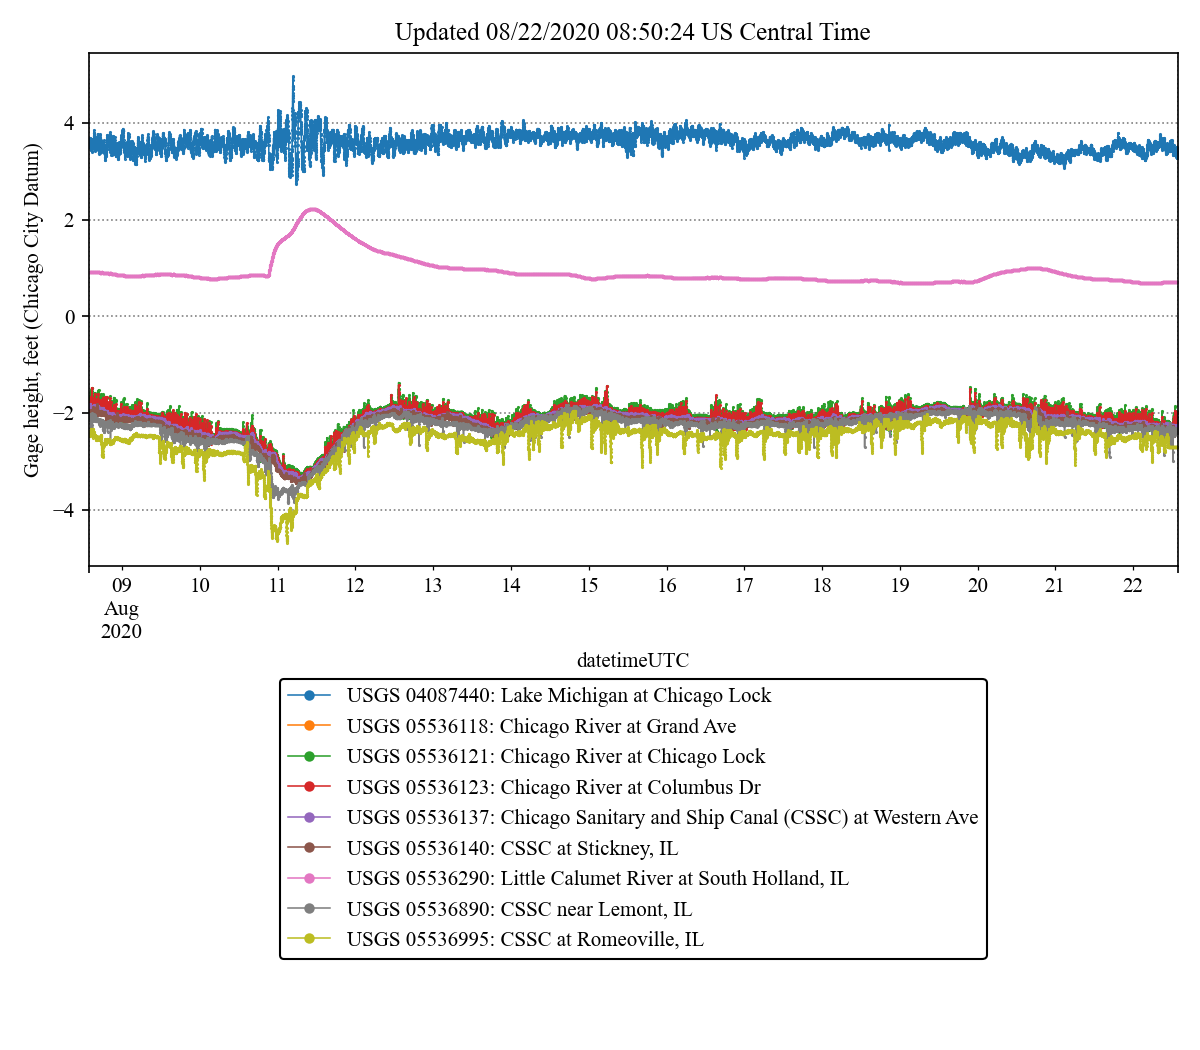 Updated 08/22/2020 08:50:24 US Central Time
Gage height, feet (Chicago City Datum)
4
2
0
−2
−4
09 10 11 12 13 14 15 16 17 18 19 20 21 22
Aug
2020
datetimeUTC
USGS 04087440: Lake Michigan at Chicago Lock
USGS 05536118: Chicago River at Grand Ave
USGS 05536121: Chicago River at Chicago Lock
USGS 05536123: Chicago River at Columbus Dr
USGS 05536137: Chicago Sanitary and Ship Canal (CSSC) at Western Ave
USGS 05536140: CSSC at Stickney, IL
USGS 05536290: Little Calumet River at South Holland, IL
USGS 05536890: CSSC near Lemont, IL
USGS 05536995: CSSC at Romeoville, IL